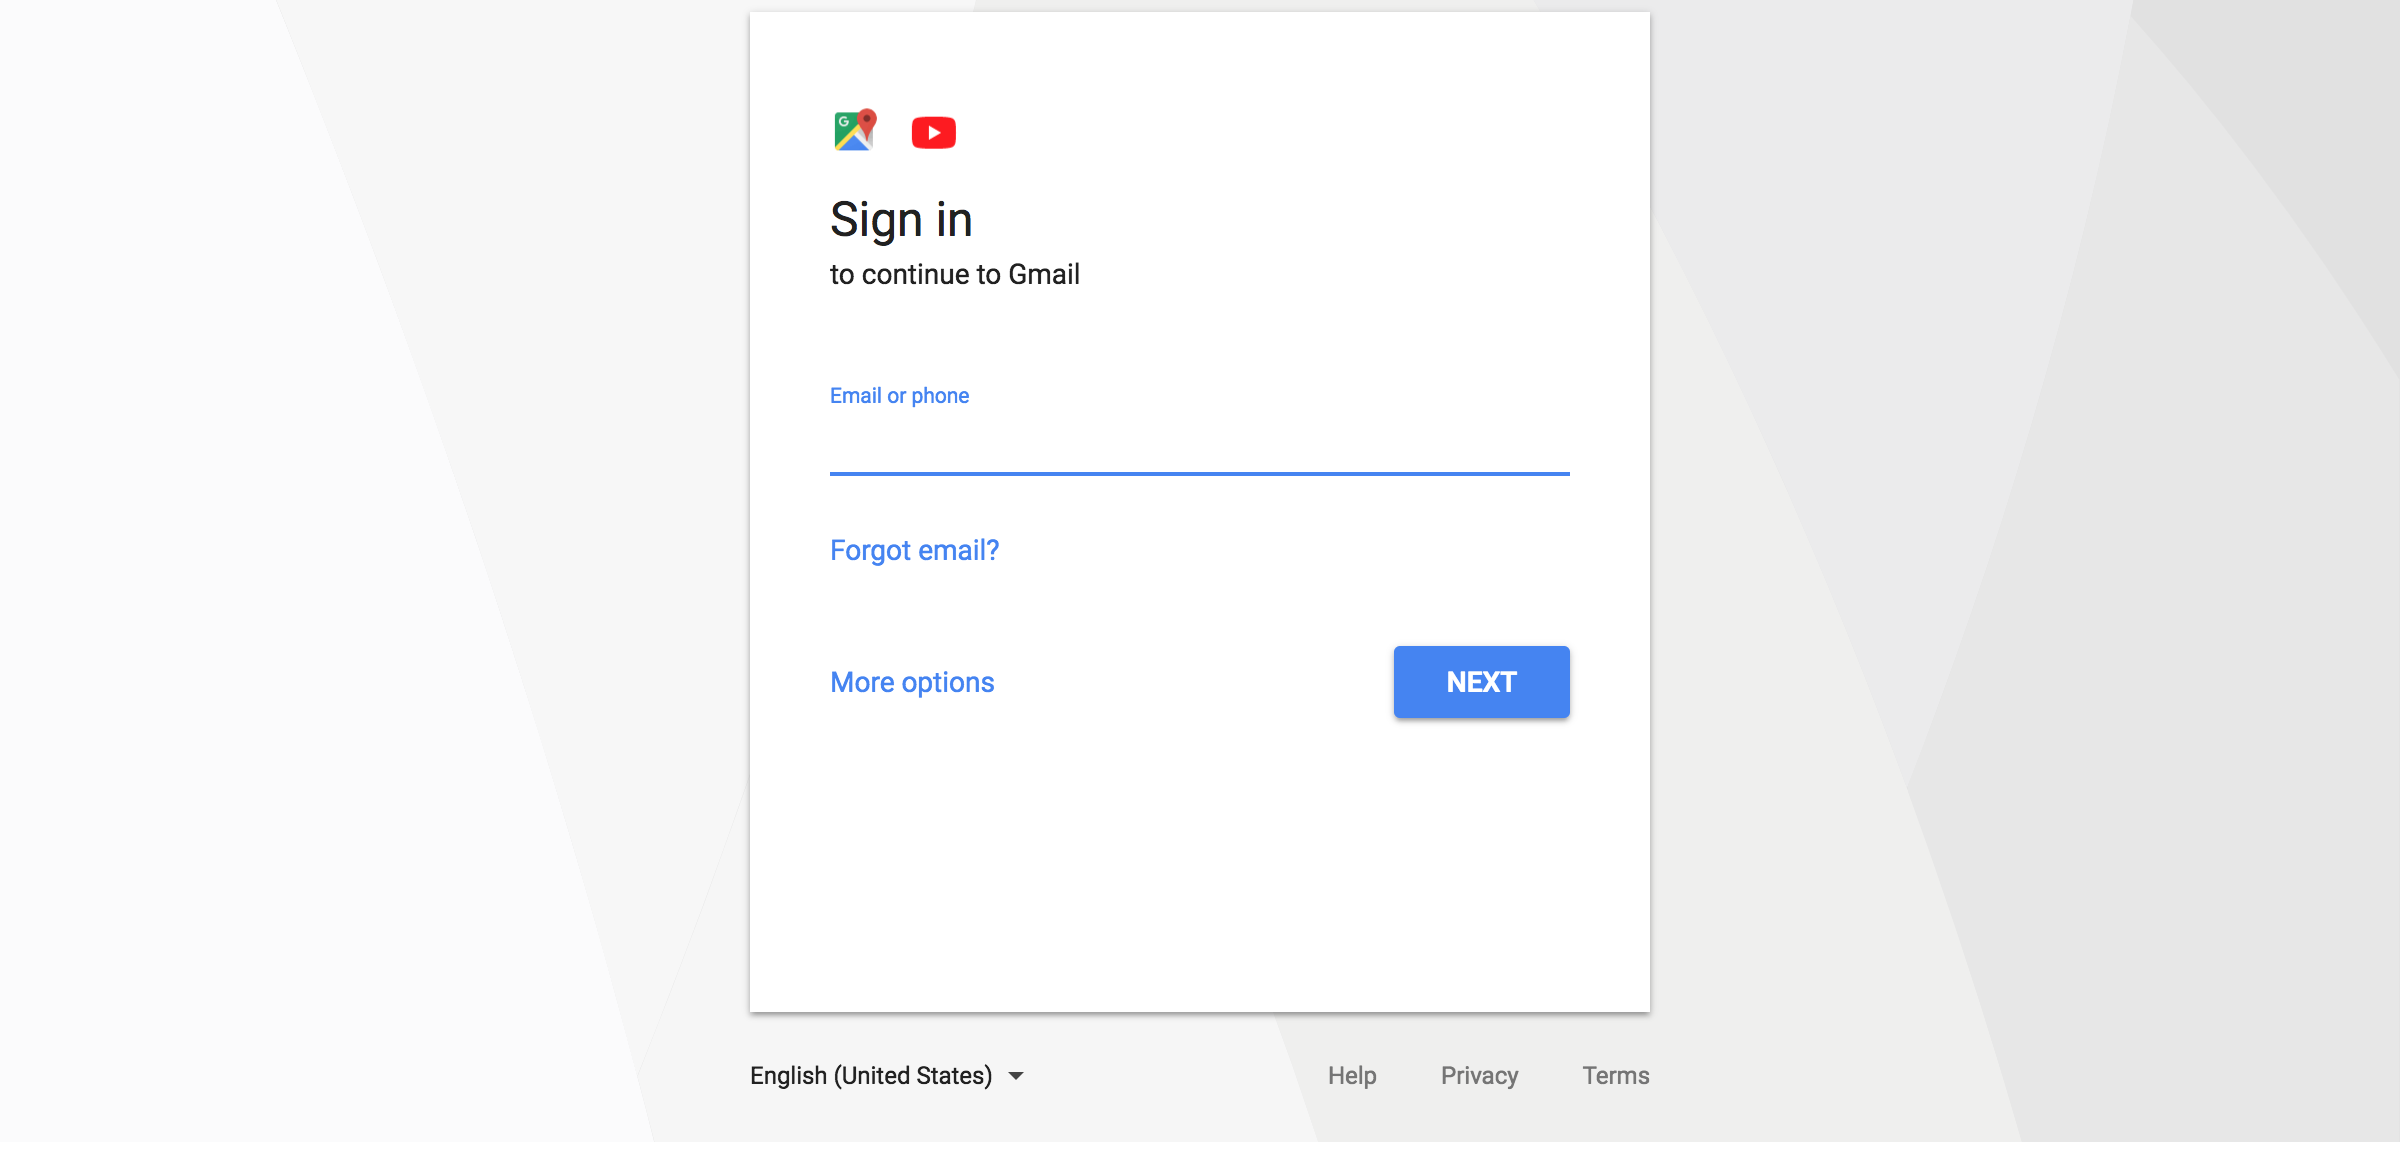 G
Sign in
to continue to Gmail
Email or phone
Forgot email?
More options
NEXT
English (United States)
Help Privacy Terms